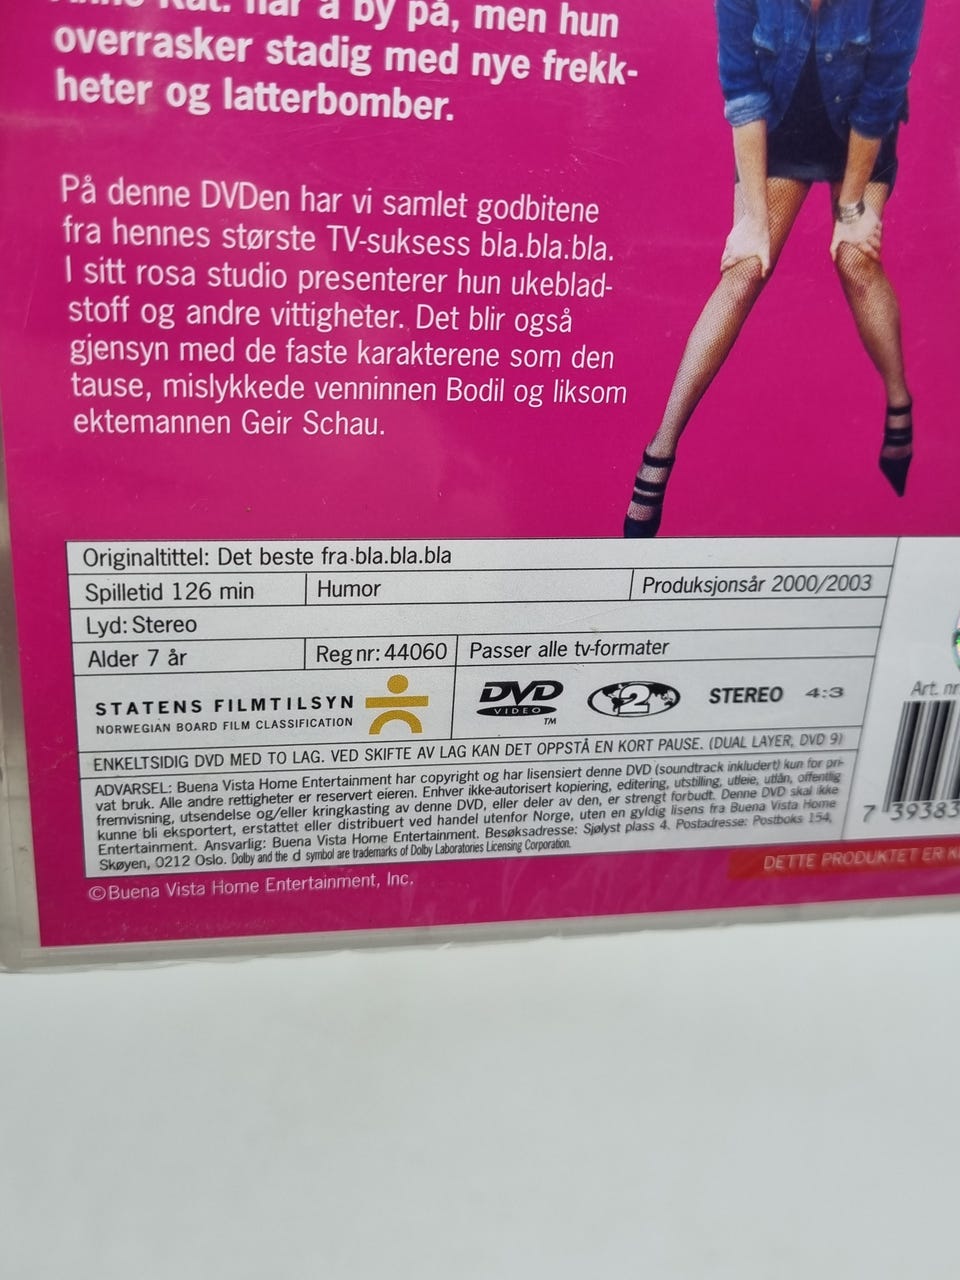 Kat. har å by på, men hun
overrasker stadig med nye frekk-
heter og latterbomber.
På denne DVDen har vi samlet godbitene
fra hennes største TV-suksess bla.bla.bla.
I sitt rosa studio presenterer hun ukeblad-
stoff og andre vittigheter. Det blir også
gjensyn med de faste karakterene som den
tause, mislykkede venninnen Bodil og liksom
ektemannen Geir Schau.
Originaltittel: Det beste fra bla.bla.bla
Spilletid 126 min Humor Produksjonsår 2000/2003
Lyd: Stereo
Alder 7 år Reg nr: 44060 Passer alle tv-formater
STATENS FILMTILSYN
NORWEGIAN BOARD FILM CLASSIFICATION
DVD
VIDEO
TM
2
STEREO 4:3
Art. nr
ENKELTSIDIG DVD MED TO LAG. VED SKIFTE AV LAG KAN DET OPPSTÅ EN KORT PAUSE. (DUAL LAYER, DVD 9)
ADVARSEL: Buena Vista Home Entertainment har copyright og har lisensiert denne DVD (soundtrack inkludert) kun for pri-
vat bruk. Alle andre rettigheter er reservert eieren. Enhver ikke-autorisert kopiering, editering, utstilling, utleie, utlån, offentlig
fremvisning, utsendelse og/eller kringkasting av denne DVD, eller deler av den, er strengt forbudt. Denne DVD skal ikke
kunne bli eksportert, erstattet eller distribuert ved handel utenfor Norge, uten en gyldig lisens fra Buena Vista Home
Entertainment. Ansvarlig: Buena Vista Home Entertainment. Besøksadresse: Sjølyst plass 4. Postadresse: Postboks 154,
Skøyen, 0212 Oslo. Dolby and the d symbol are trademarks of Dolby Laboratories Licensing Corporation.
7 39383
DETTE PRODUKTET ER
©Buena Vista Home Entertainment, Inc.